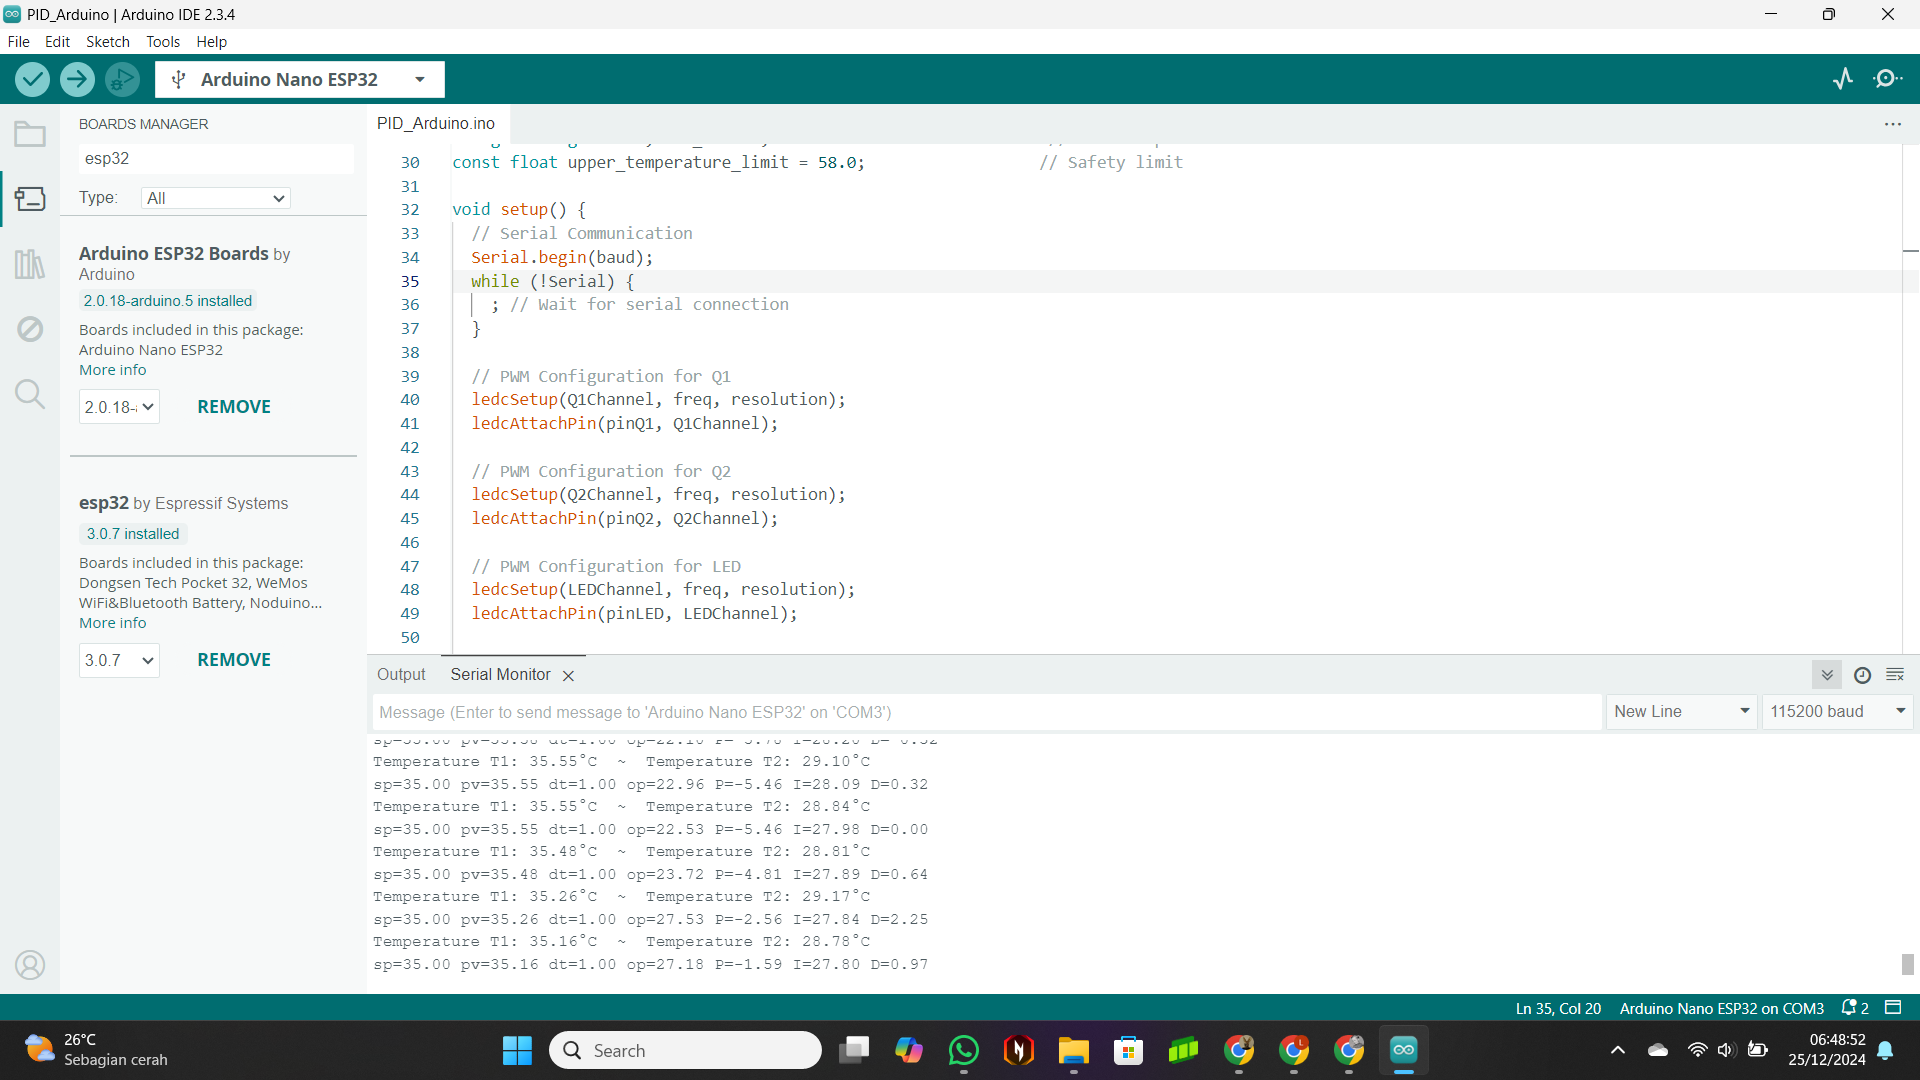 PID_Arduino | Arduino IDE 2.3.4
File Edit Sketch Tools Help
Arduino Nano ESP32
BOARDS MANAGER
esp32
Type: All
Arduino ESP32 Boards by
Arduino
2.0.18-arduino.5 installed
Boards included in this package:
Arduino Nano ESP32
More info
2.0.18-
REMOVE
esp32 by Espressif Systems
3.0.7 installed
Boards included in this package:
Dongsen Tech Pocket 32, WeMos
WiFi&Bluetooth Battery, Noduino...
More info
3.0.7
REMOVE
PID_Arduino.ino
30 const float upper_temperature_limit = 58.0; // Safety limit
31
32 void setup() {
33 // Serial Communication
34 Serial.begin(baud);
35 while (!Serial) {
36 ; // Wait for serial connection
37 }
38
39 // PWM Configuration for Q1
40 ledcSetup(Q1Channel, freq, resolution);
41 ledcAttachPin(pinQ1, Q1Channel);
42
43 // PWM Configuration for Q2
44 ledcSetup(Q2Channel, freq, resolution);
45 ledcAttachPin(pinQ2, Q2Channel);
46
47 // PWM Configuration for LED
48 ledcSetup(LEDChannel, freq, resolution);
49 ledcAttachPin(pinLED, LEDChannel);
50
Output Serial Monitor
Message (Enter to send message to 'Arduino Nano ESP32' on 'COM3')
New Line
115200 baud
Temperature T1: 35.55°C ~ Temperature T2: 29.10°C
sp=35.00 pv=35.55 dt=1.00 op=22.96 P=-5.46 I=28.09 D=0.32
Temperature T1: 35.55°C ~ Temperature T2: 28.84°C
sp=35.00 pv=35.55 dt=1.00 op=22.53 P=-5.46 I=27.98 D=0.00
Temperature T1: 35.48°C ~ Temperature T2: 28.81°C
sp=35.00 pv=35.48 dt=1.00 op=23.72 P=-4.81 I=27.89 D=0.64
Temperature T1: 35.26°C ~ Temperature T2: 29.17°C
sp=35.00 pv=35.26 dt=1.00 op=27.53 P=-2.56 I=27.84 D=2.25
Temperature T1: 35.16°C ~ Temperature T2: 28.78°C
sp=35.00 pv=35.16 dt=1.00 op=27.18 P=-1.59 I=27.80 D=0.97
Ln 35, Col 20 Arduino Nano ESP32 on COM3 2
26°C
Sebagian cerah
Search
06:48:52
25/12/2024